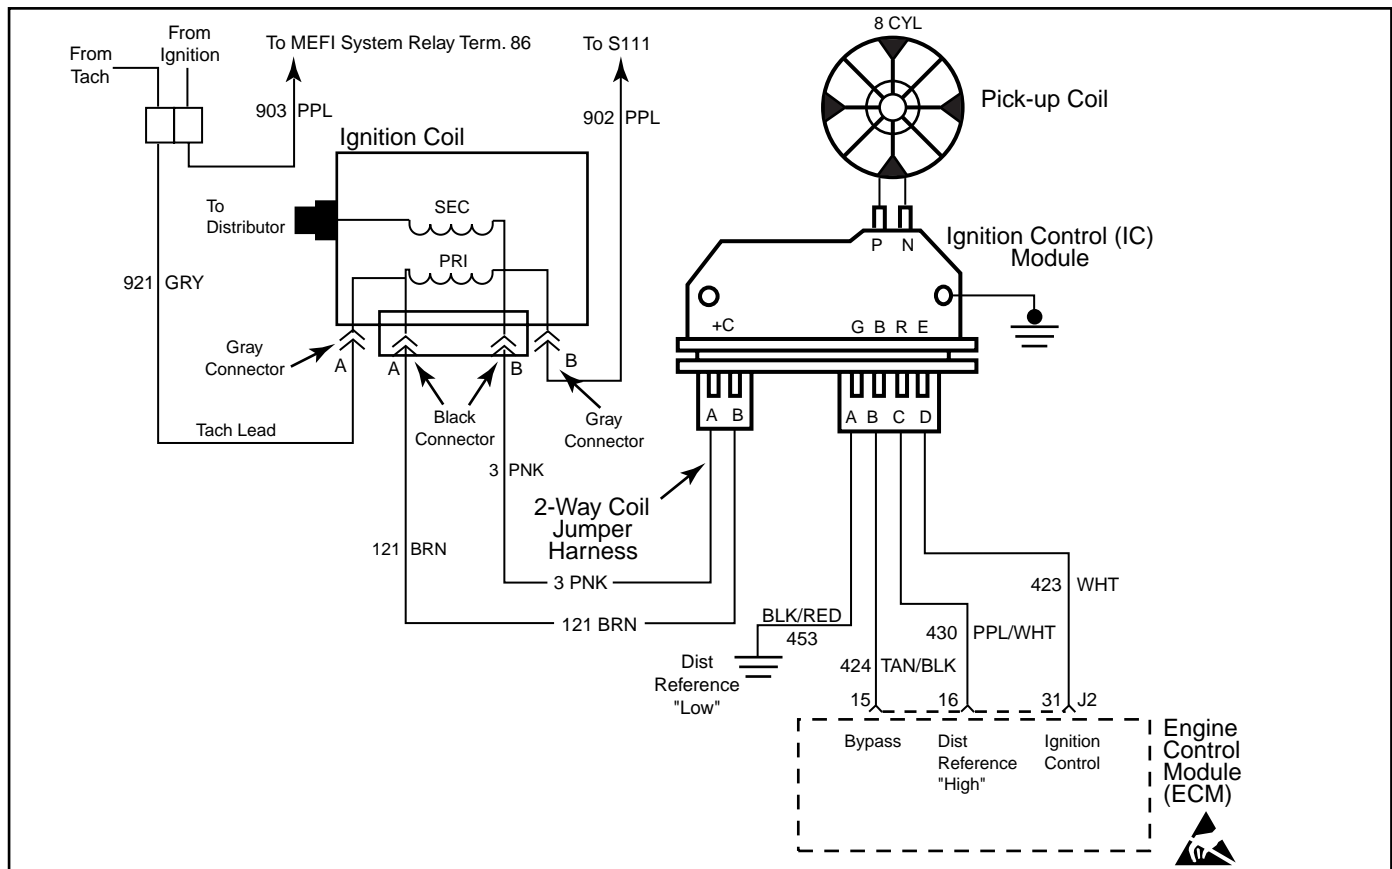 8 CYL
From
Ignition
From
Tach
To MEFI System Relay Term. 86
To S111
903 PPL
902 PPL
Pick-up Coil
Ignition Coil
To
Distributor
SEC
PRI
P N
Ignition Control (IC)
Module
921 GRY
+C
G B R E
Gray
Connector
A
A
B
B
Black
Connector
Gray
Connector
A B
A B C D
Tach Lead
3 PNK
2-Way Coil
Jumper
Harness
121 BRN
3 PNK
121 BRN
423 WHT
BLK/RED
453
430 PPL/WHT
424 TAN/BLK
Dist
Reference
"Low"
15
16
31 J2
Bypass
Dist
Reference
"High"
Ignition
Control
Engine
Control
Module
(ECM)